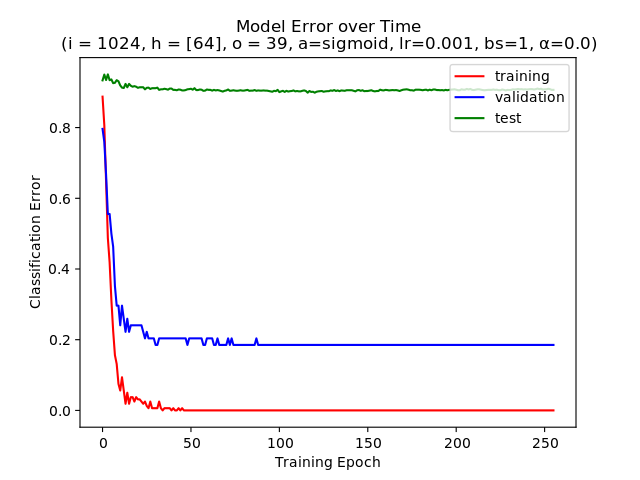 Model Error over Time
(i = 1024, h = [64], o = 39, a=sigmoid, lr=0.001, bs=1, α=0.0)
training
validation
test
Classification Error
0.8
0.6
0.4
0.2
0.0
0
50
100
150
200
250
Training Epoch